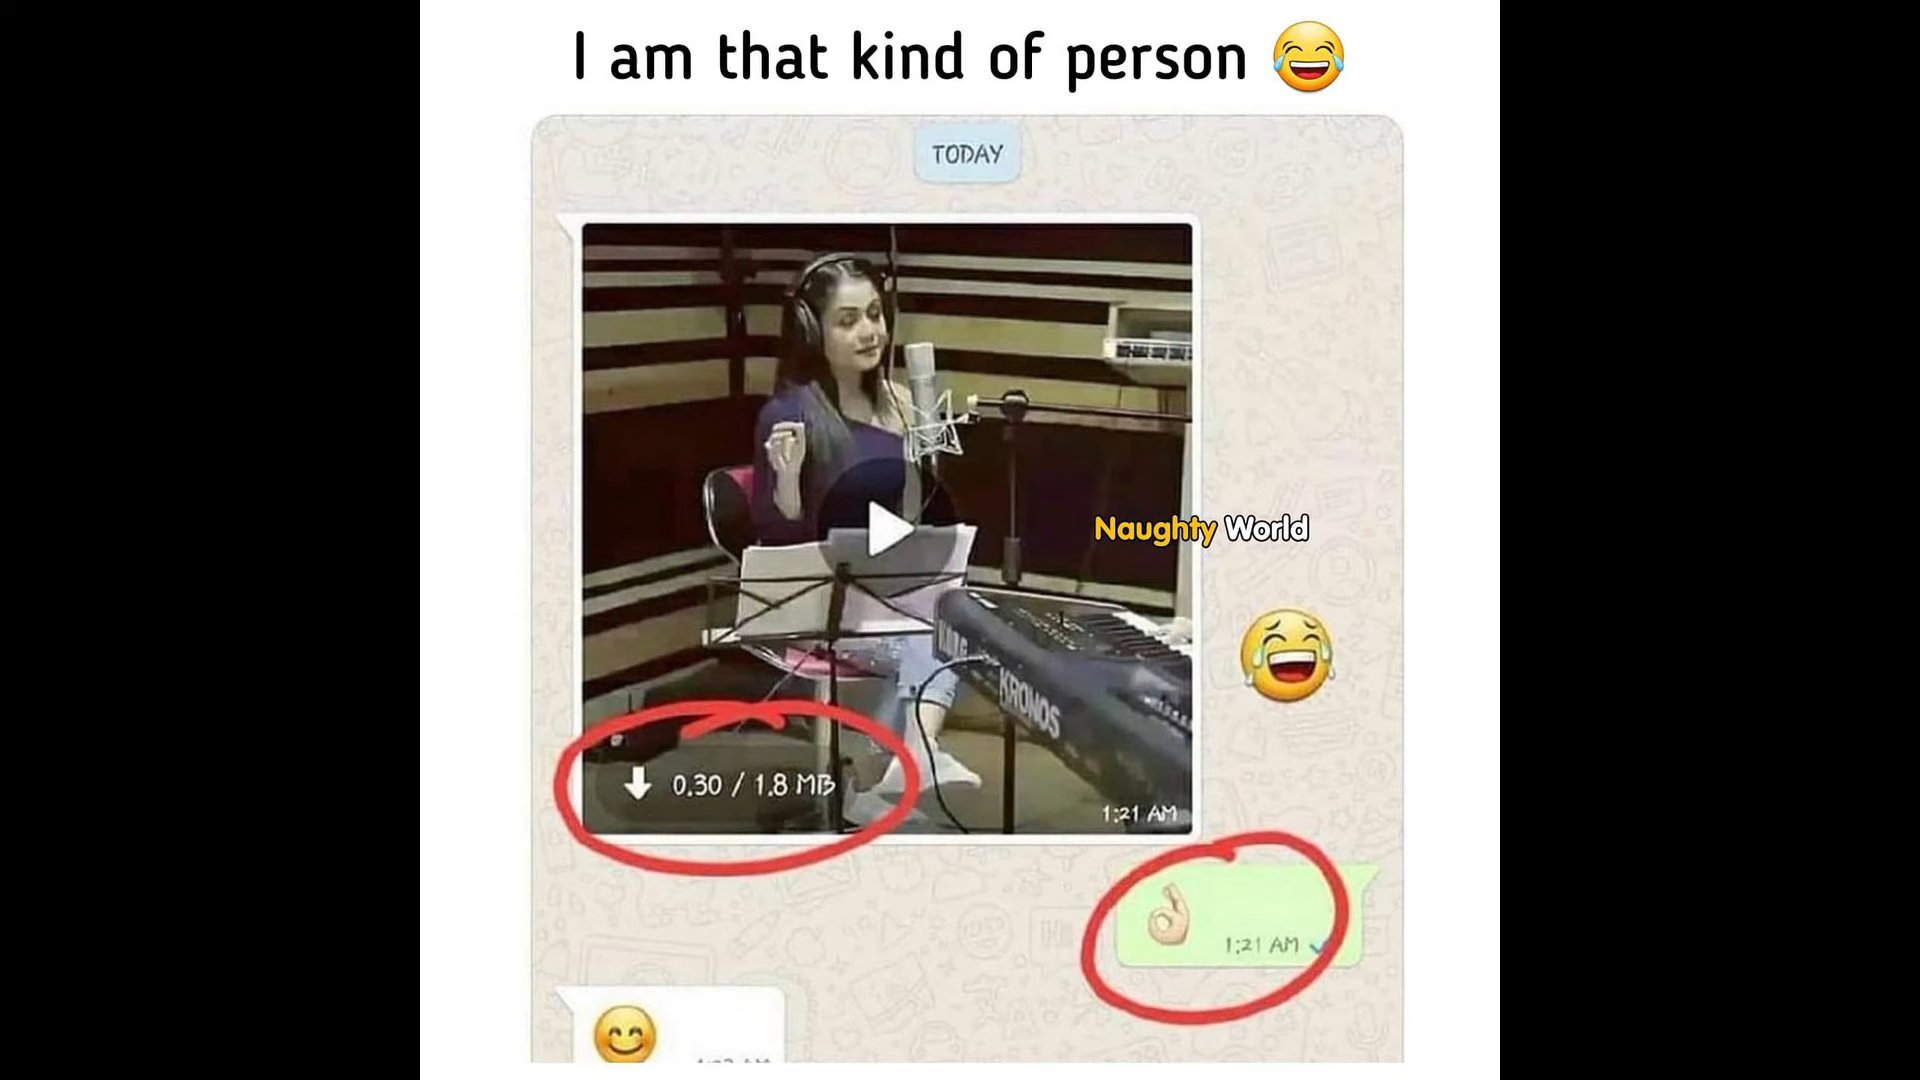 I am that kind of person 😂
TODAY
Naughty World
KORG
KRONOS
0.30 / 1.8 MB
1:21 AM
👌
1:21 AM
😊